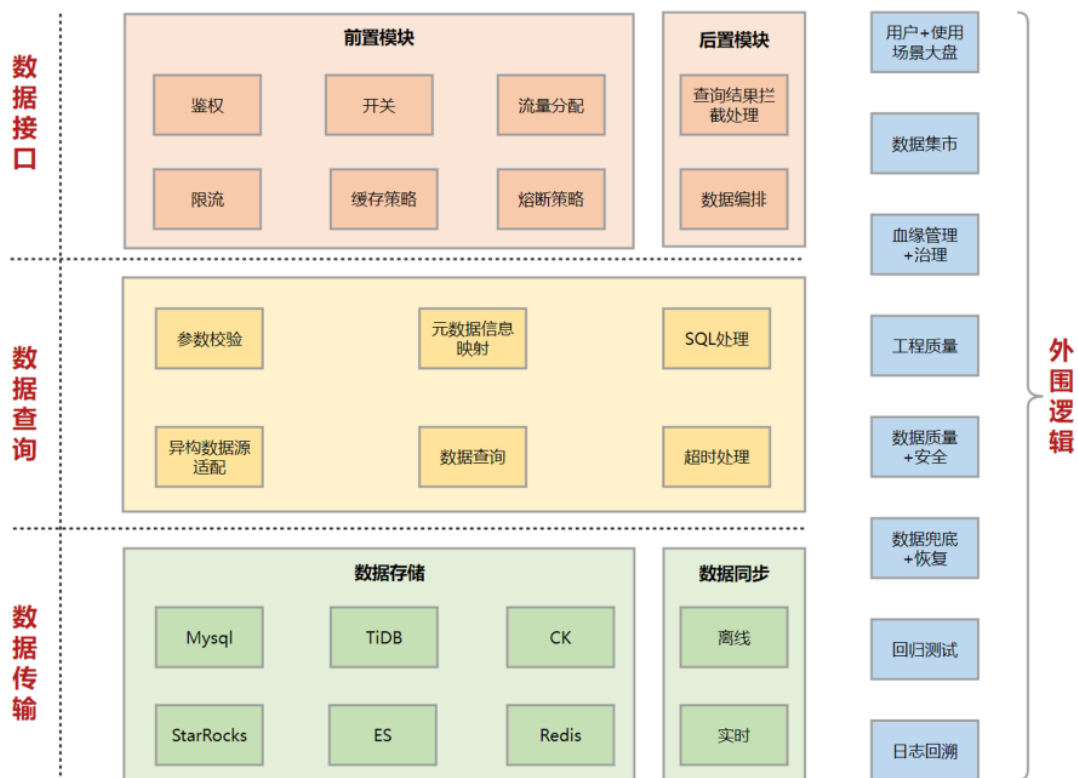 数据接口
前置模块
鉴权
开关
流量分配
限流
缓存策略
熔断策略
后置模块
查询结果拦
截处理
数据编排
数据查询
参数校验
元数据信息
映射
SQL处理
异构数据源
适配
数据查询
超时处理
数据传输
数据存储
Mysql
TiDB
CK
StarRocks
ES
Redis
数据同步
离线
实时
用户+使用
场景大盘
数据集市
血缘管理
+治理
工程质量
数据质量
+安全
数据兜底
+恢复
回归测试
日志回溯
外围逻辑